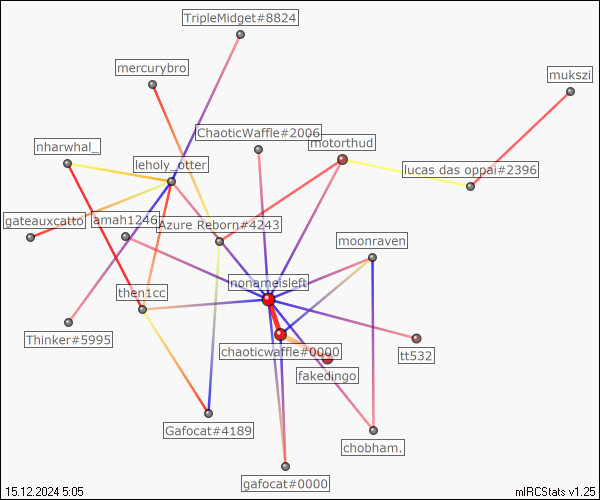 TripleMidget#8824
mercurybro
mukszi
ChaoticWaffle#2006
motorthud
nharwhal_
leholy_otter
lucas das oppai#2396
gateauxcatto
amah1246
Azure Reborn#4243
moonraven
nonameisleft
then1cc
Thinker#5995
chaoticwaffle#0000
tt532
fakedingo
Gafocat#4189
chobham.
gafocat#0000
15.12.2024 5:05
mIRCStats v1.25